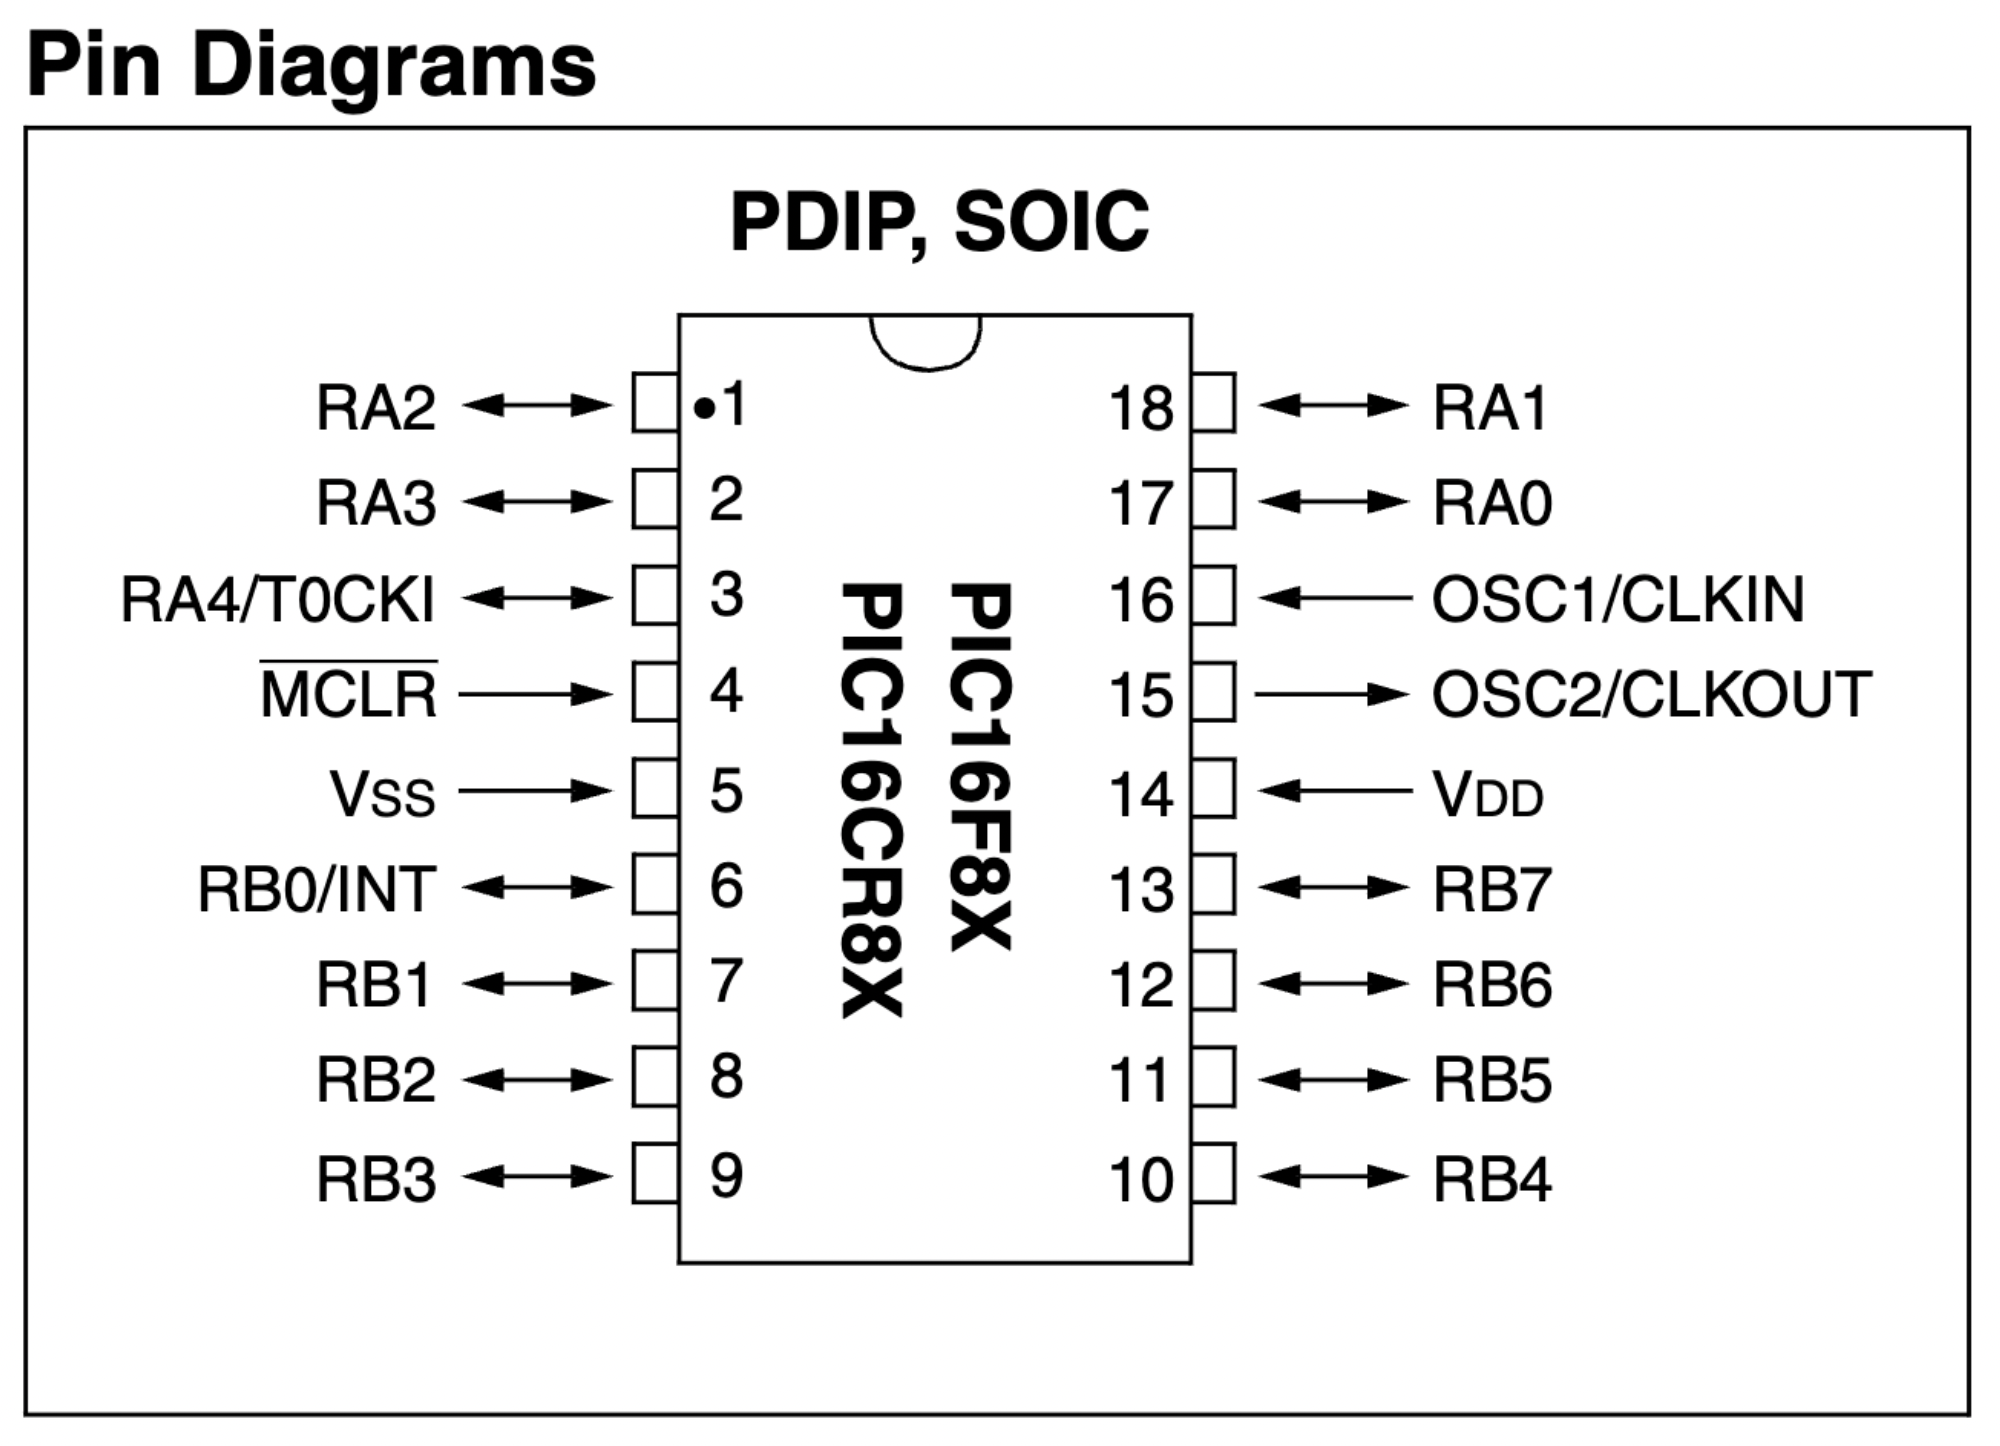 Pin Diagrams
PDIP, SOIC
RA2 •1 18 RA1
RA3 2 17 RA0
RA4/T0CKI 3 16 OSC1/CLKIN
M̅C̅L̅R̅ 4 15 OSC2/CLKOUT
VSS 5 14 VDD
RB0/INT 6 13 RB7
RB1 7 12 RB6
RB2 8 11 RB5
RB3 9 10 RB4
PIC16F8X
PIC16CR8X